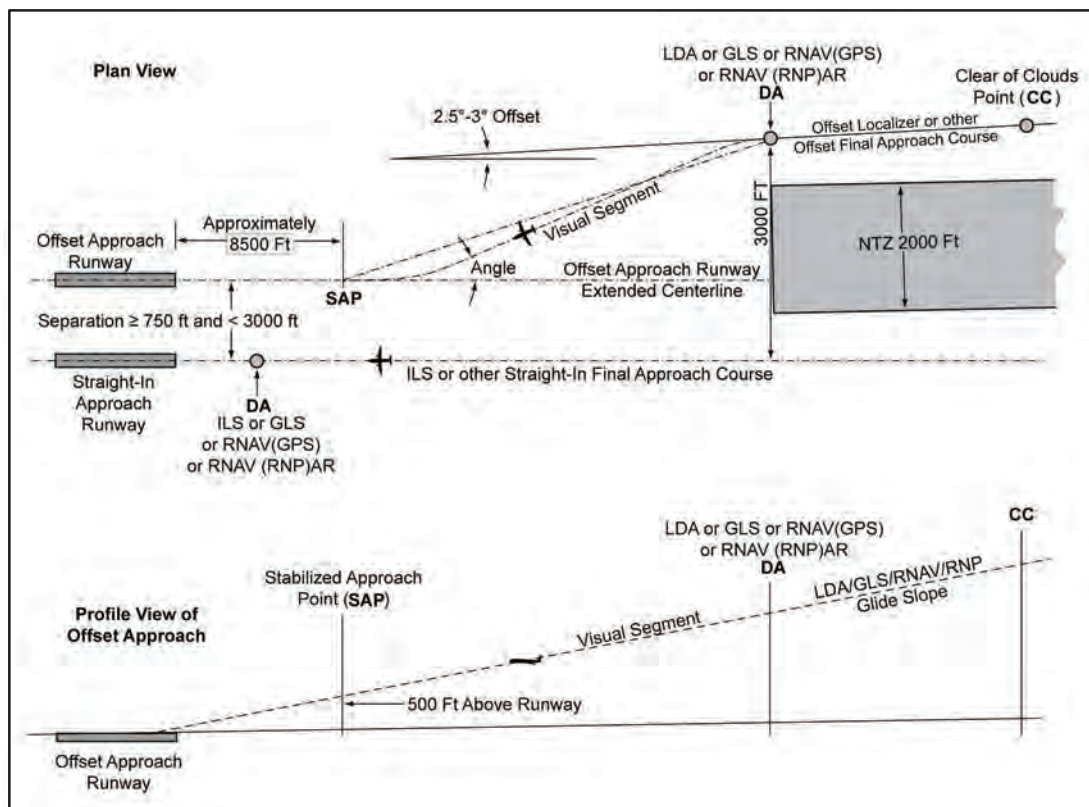 Plan View
LDA or GLS or RNAV(GPS)
or RNAV (RNP)AR
DA
Clear of Clouds
Point (CC)
2.5°-3° Offset
Offset Localizer or other
Offset Final Approach Course
Approximately
8500 Ft
Offset Approach
Runway
Visual Segment
3000 FT
NTZ 2000 Ft
Angle
SAP
Offset Approach Runway
Extended Centerline
Separation ≥ 750 ft and < 3000 ft
Straight-In
Approach
Runway
DA
ILS or GLS
or RNAV(GPS)
or RNAV (RNP)AR
ILS or other Straight-In Final Approach Course
Profile View of
Offset Approach
Stabilized Approach
Point (SAP)
LDA or GLS or RNAV(GPS)
or RNAV (RNP)AR
DA
CC
LDA/GLS/RNAV/RNP
Glide Slope
Visual Segment
500 Ft Above Runway
Offset Approach
Runway